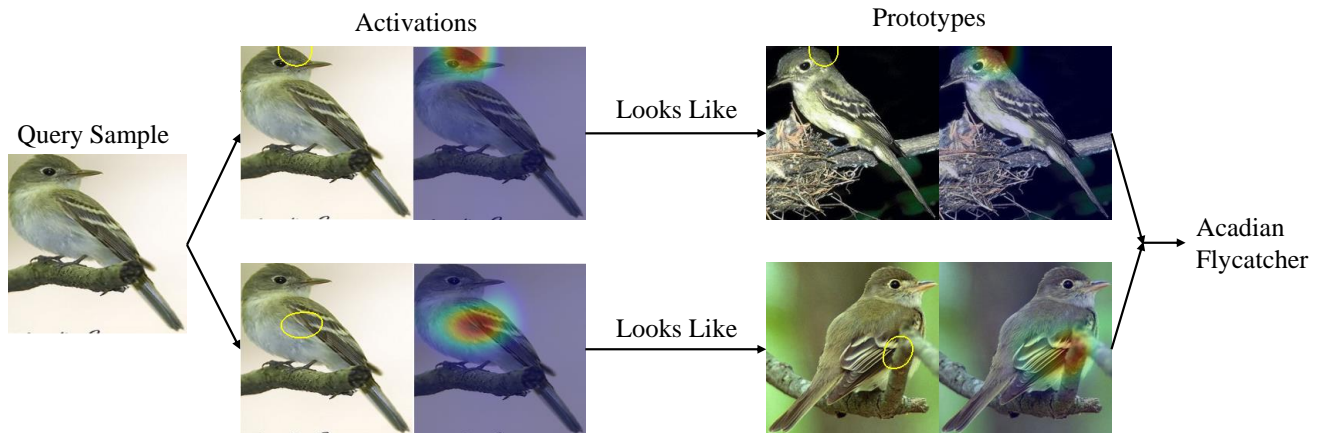 Activations
Prototypes
Query Sample
Looks Like
Looks Like
Acadian
Flycatcher